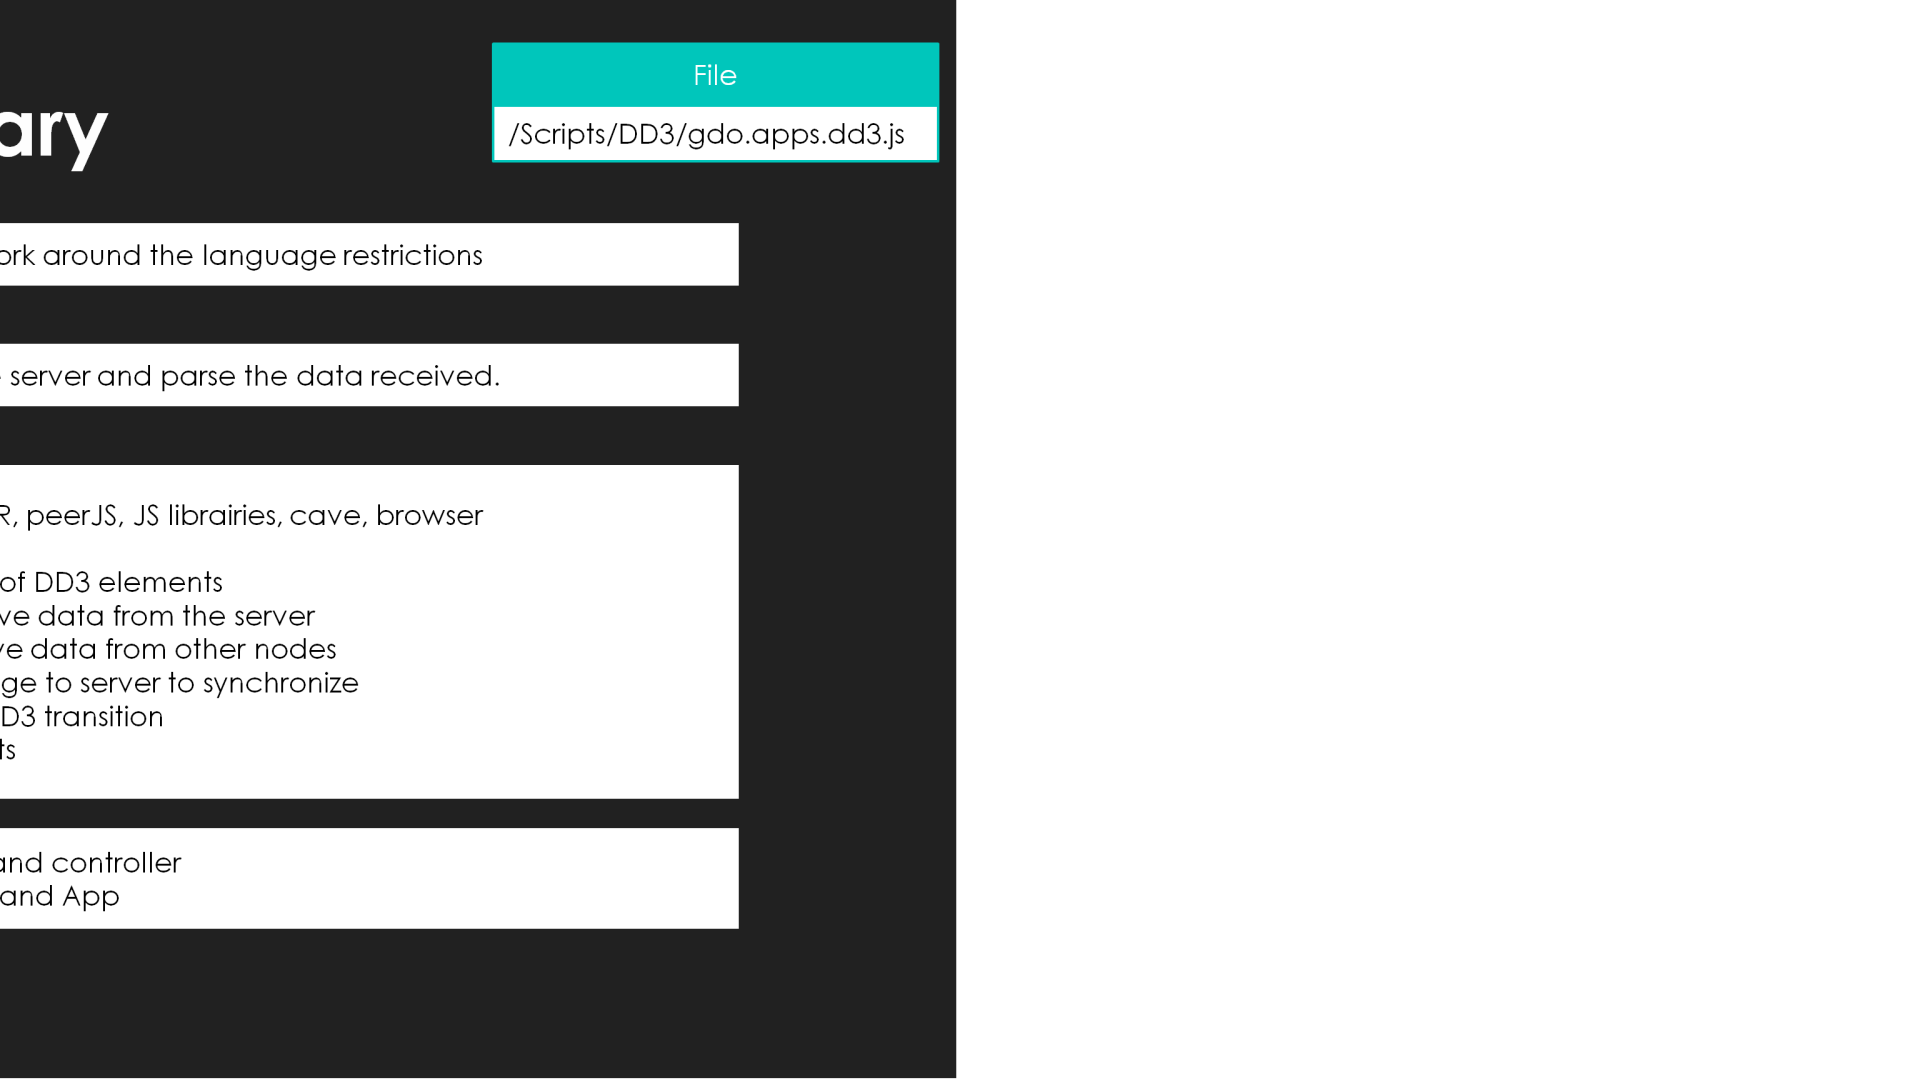 File
ary
/Scripts/DD3/gdo.apps.dd3.js
ork around the language restrictions
server and parse the data received.
R, peerJS, JS librairies, cave, browser
of DD3 elements
ve data from the server
ve data from other nodes
ge to server to synchronize
D3 transition
ts
and controller
and App